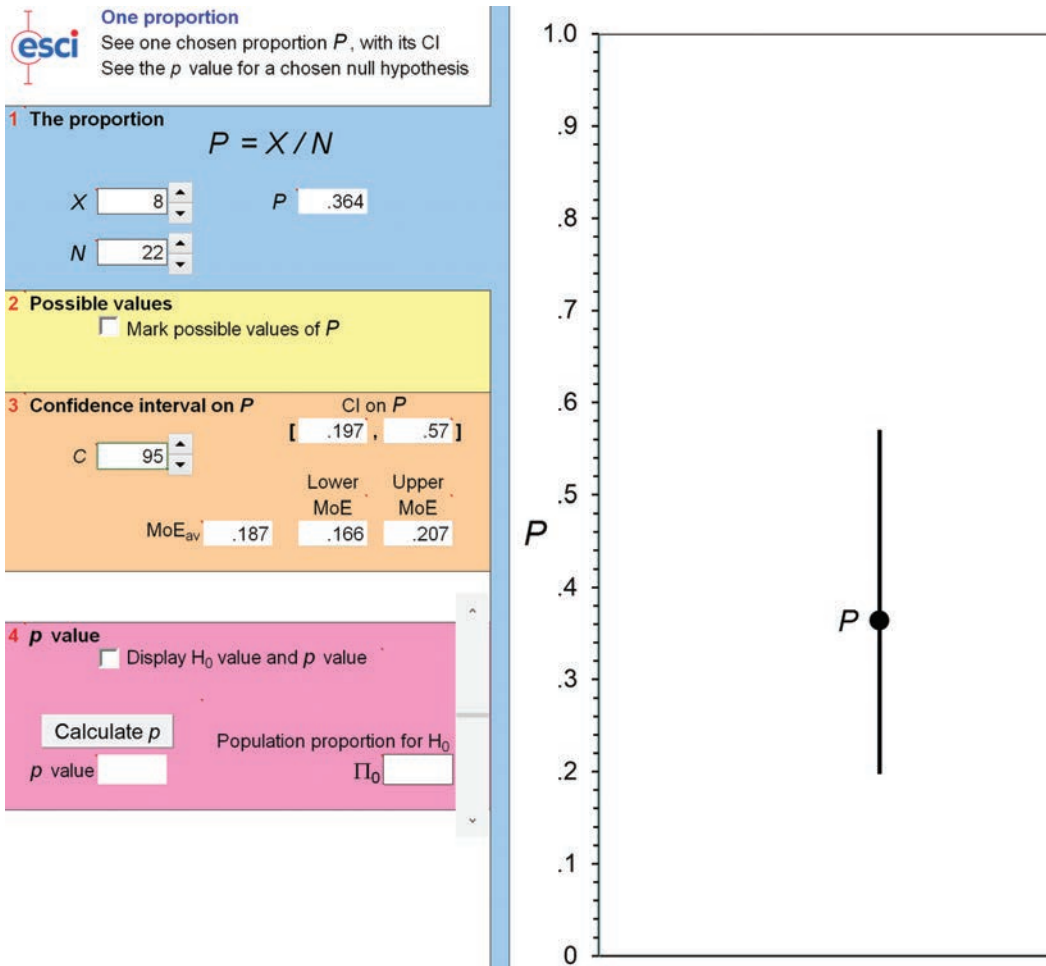 esci
One proportion
See one chosen proportion P, with its CI
See the p value for a chosen null hypothesis
1 The proportion
P = X / N
X 8 P .364
N 22
2 Possible values
Mark possible values of P
3 Confidence interval on P CI on P
[ .197 , .57 ]
C 95
Lower Upper
MoE MoE
MoEav .187 .166 .207
4 p value
Display H0 value and p value
Calculate p
Population proportion for H0
p value Π0
1.0
.9
.8
.7
.6
.5
P
.4
P
.3
.2
.1
0